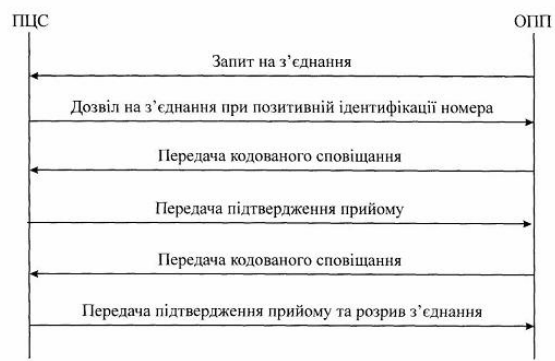 ПЦС ОПП
Запит на з’єднання
Дозвіл на з’єднання при позитивній ідентифікації номера
Передача кодованого сповіщання
Передача підтвердження прийому
Передача кодованого сповіщання
Передача підтвердження прийому та розрив з’єднання